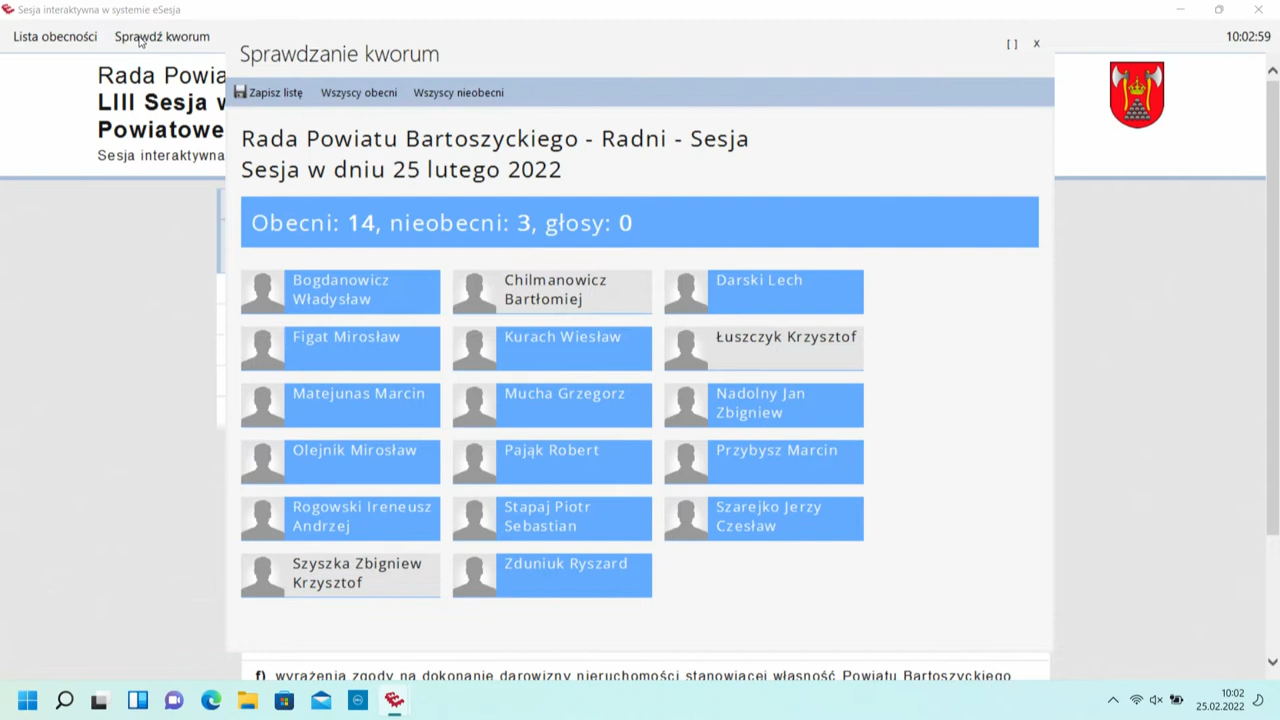 Sesja interaktywna w systemie eSesja
Lista obecności
Sprawdź kworum
10:02:59
Sprawdzanie kworum
[ ]
x
Rada Powia
LIII Sesja w
Powiatowe
Sesja interaktywna
Zapisz listę
Wszyscy obecni
Wszyscy nieobecni
Rada Powiatu Bartoszyckiego - Radni - Sesja
Sesja w dniu 25 lutego 2022
Obecni: 14, nieobecni: 3, głosy: 0
Bogdanowicz
Władysław
Chilmanowicz
Bartłomiej
Darski Lech
Figat Mirosław
Kurach Wiesław
Łuszczyk Krzysztof
Matejunas Marcin
Mucha Grzegorz
Nadolny Jan
Zbigniew
Olejnik Mirosław
Pająk Robert
Przybysz Marcin
Rogowski Ireneusz
Andrzej
Stapaj Piotr
Sebastian
Szarejko Jerzy
Czesław
Szyszka Zbigniew
Krzysztof
Zduniuk Ryszard
f) wyrażenia zgody na dokonanie darowizny nieruchomości stanowiącej własność Powiatu Bartoszyckiego
10:02
25.02.2022